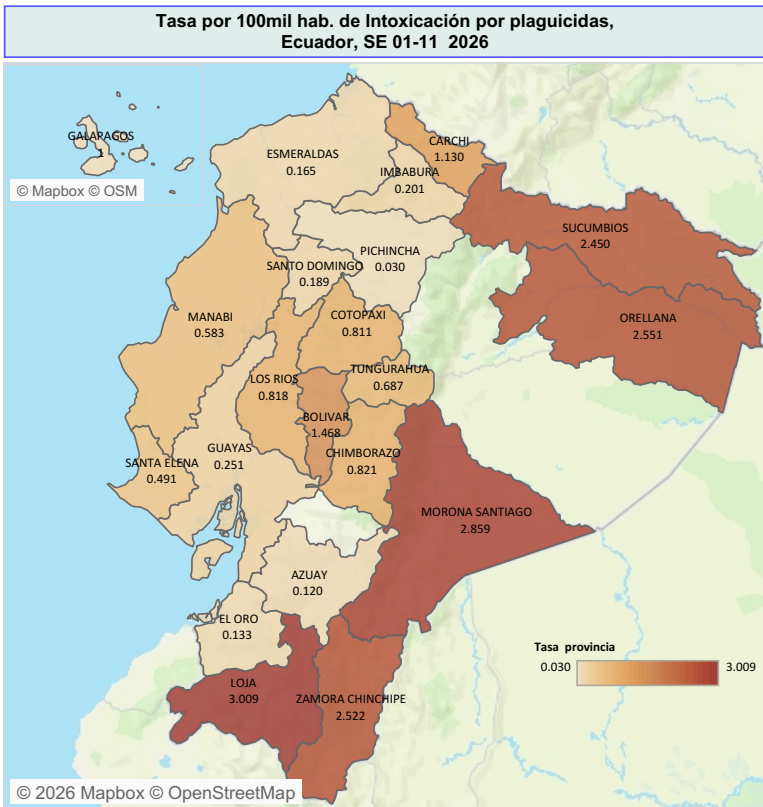 Tasa por 100mil hab. de Intoxicación por plaguicidas,
Ecuador, SE 01-11 2026
GALAPAGOS
1
© Mapbox © OSM
ESMERALDAS
0.165
CARCHI
1.130
IMBABURA
0.201
SUCUMBIOS
2.450
PICHINCHA
0.030
SANTO DOMINGO
0.189
ORELLANA
2.551
MANABI
0.583
COTOPAXI
0.811
TUNGURAHUA
0.687
LOS RIOS
0.818
BOLIVAR
1.468
GUAYAS
0.251
CHIMBORAZO
0.821
SANTA ELENA
0.491
MORONA SANTIAGO
2.859
AZUAY
0.120
EL ORO
0.133
Tasa provincia
0.030
3.009
LOJA
3.009
ZAMORA CHINCHIPE
2.522
© 2026 Mapbox © OpenStreetMap